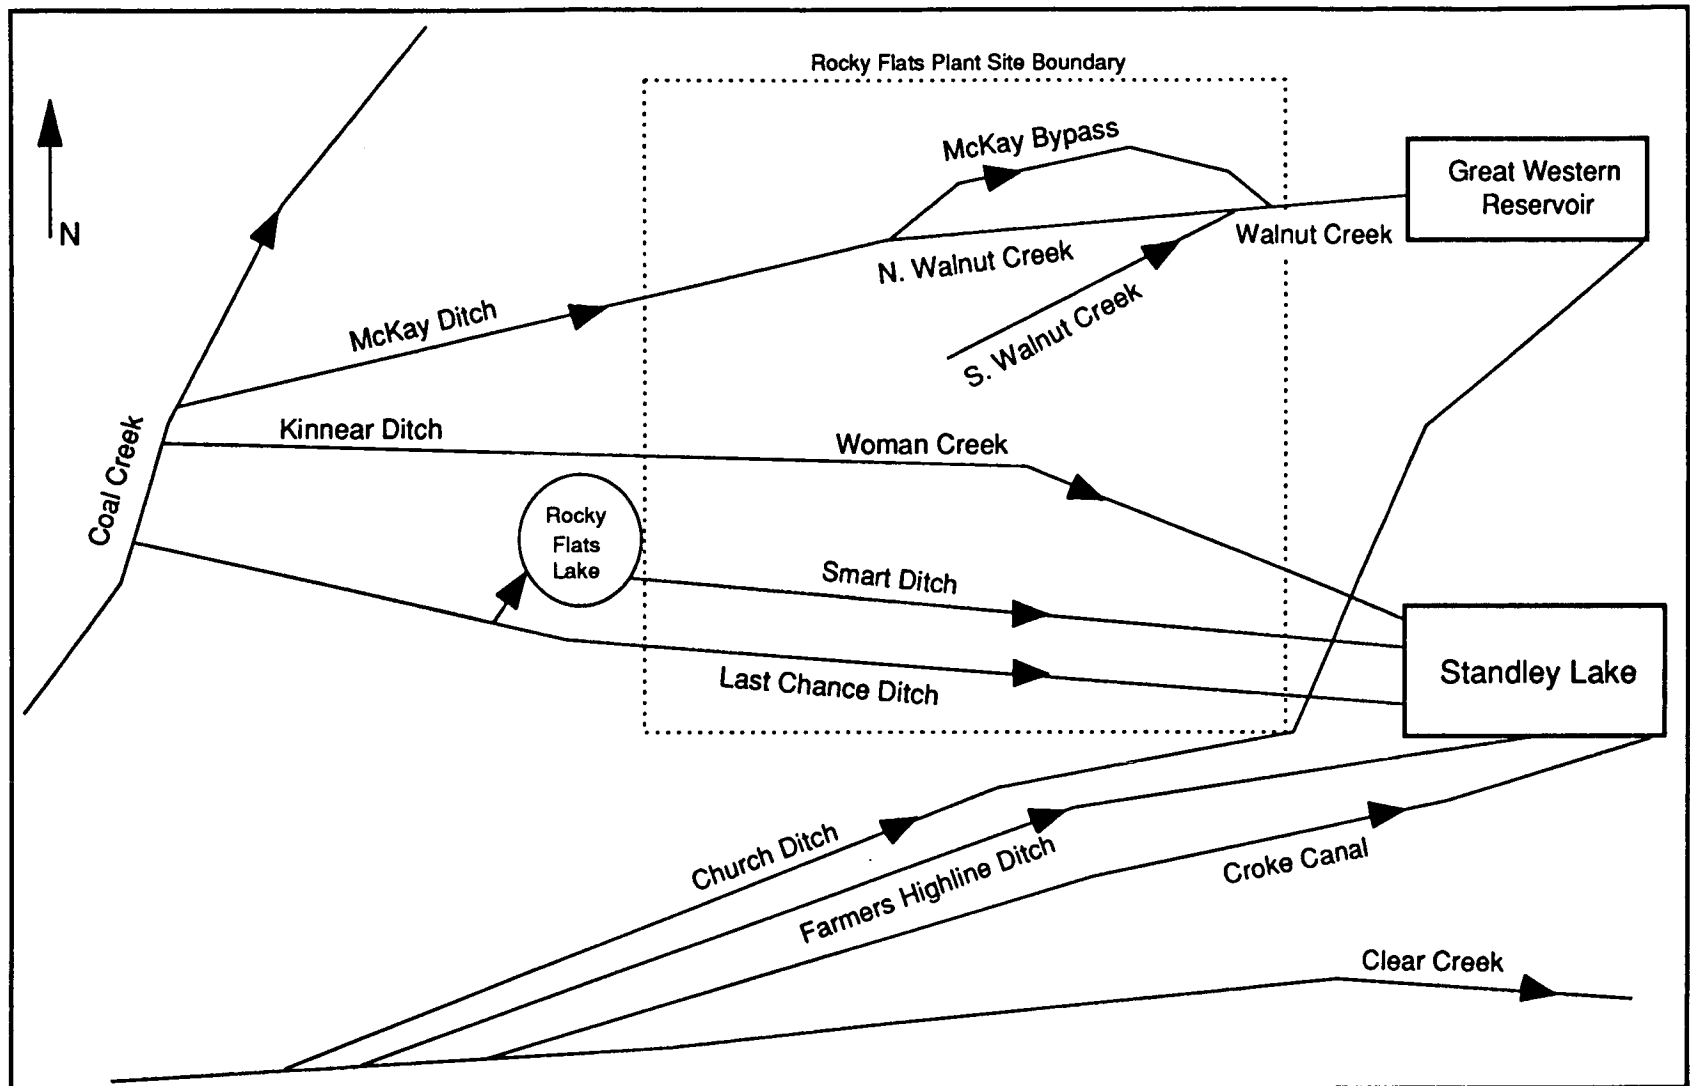 Rocky Flats Plant Site Boundary
McKay Bypass
Great Western
Reservoir
N
Walnut Creek
N. Walnut Creek
S. Walnut Creek
McKay Ditch
Kinnear Ditch
Woman Creek
Coal Creek
Rocky
Flats
Lake
Smart Ditch
Last Chance Ditch
Standley Lake
Church Ditch
Farmers Highline Ditch
Croke Canal
Clear Creek